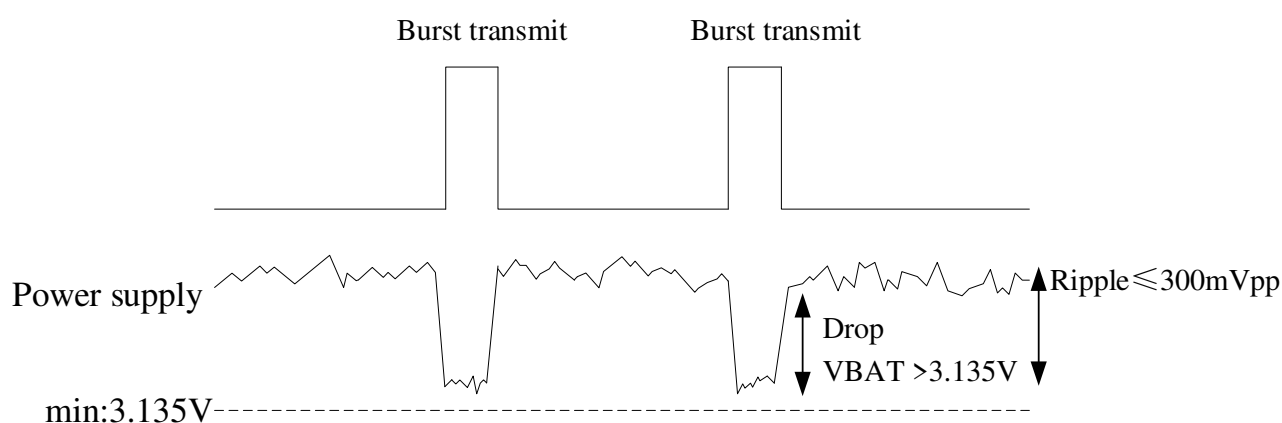 Burst transmit
Burst transmit
Power supply
Ripple≤300mVpp
Drop
VBAT >3.135V
min:3.135V